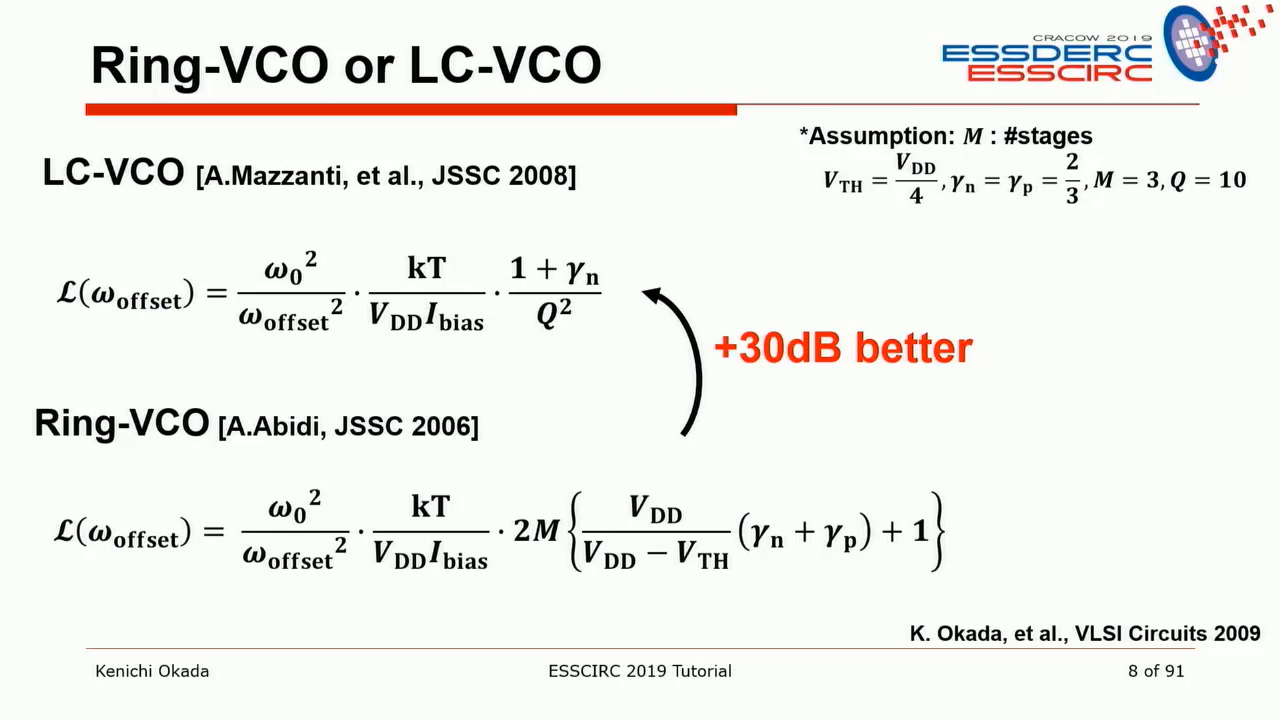 Ring-VCO or LC-VCO
CRACOW 2019
ESSDERC
ESSCIRC
*Assumption: M : #stages
V_TH = V_DD/4, γ_n = γ_p = 2/3, M = 3, Q = 10
LC-VCO [A.Mazzanti, et al., JSSC 2008]
ℒ(ω_offset) = ω_0²/ω_offset² · kT/(V_DD I_bias) · (1 + γ_n)/Q²
+30dB better
Ring-VCO [A.Abidi, JSSC 2006]
ℒ(ω_offset) = ω_0²/ω_offset² · kT/(V_DD I_bias) · 2M {V_DD/(V_DD − V_TH) (γ_n + γ_p) + 1}
K. Okada, et al., VLSI Circuits 2009
Kenichi Okada ESSCIRC 2019 Tutorial 8 of 91